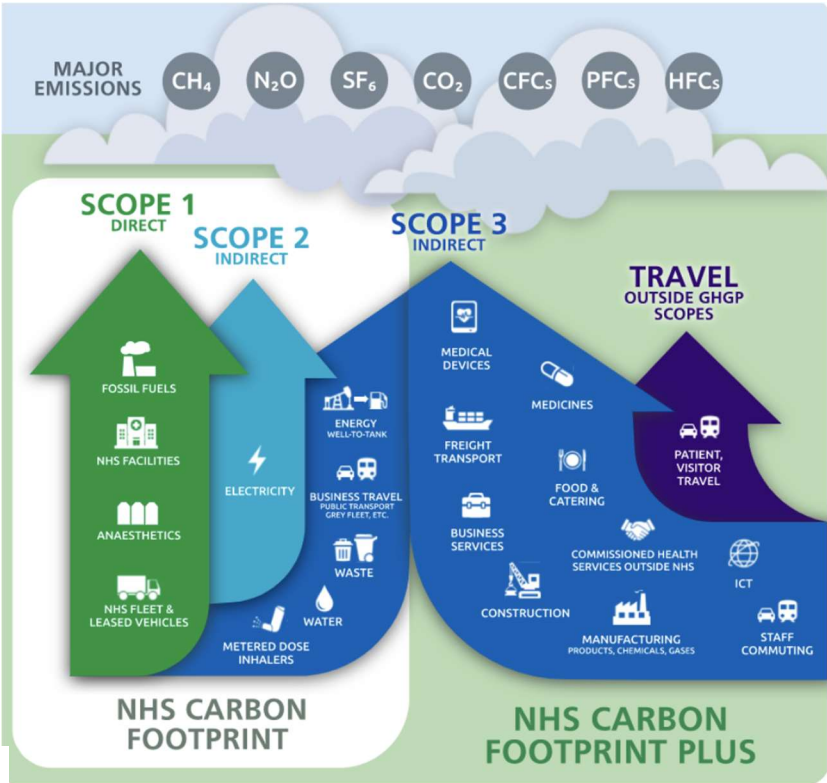 MAJOR
EMISSIONS
CH₄
N₂O
SF₆
CO₂
CFCs
PFCs
HFCs
SCOPE 1
DIRECT
SCOPE 2
INDIRECT
SCOPE 3
INDIRECT
TRAVEL
OUTSIDE GHGP
SCOPES
FOSSIL FUELS
NHS FACILITIES
ANAESTHETICS
NHS FLEET &
LEASED VEHICLES
ELECTRICITY
ENERGY
WELL-TO-TANK
BUSINESS TRAVEL
PUBLIC TRANSPORT
GREY FLEET, ETC.
WASTE
WATER
METERED DOSE
INHALERS
MEDICAL
DEVICES
MEDICINES
FREIGHT
TRANSPORT
FOOD &
CATERING
BUSINESS
SERVICES
COMMISSIONED HEALTH
SERVICES OUTSIDE NHS
CONSTRUCTION
MANUFACTURING
PRODUCTS, CHEMICALS, GASES
ICT
STAFF
COMMUTING
PATIENT,
VISITOR
TRAVEL
NHS CARBON
FOOTPRINT
NHS CARBON
FOOTPRINT PLUS